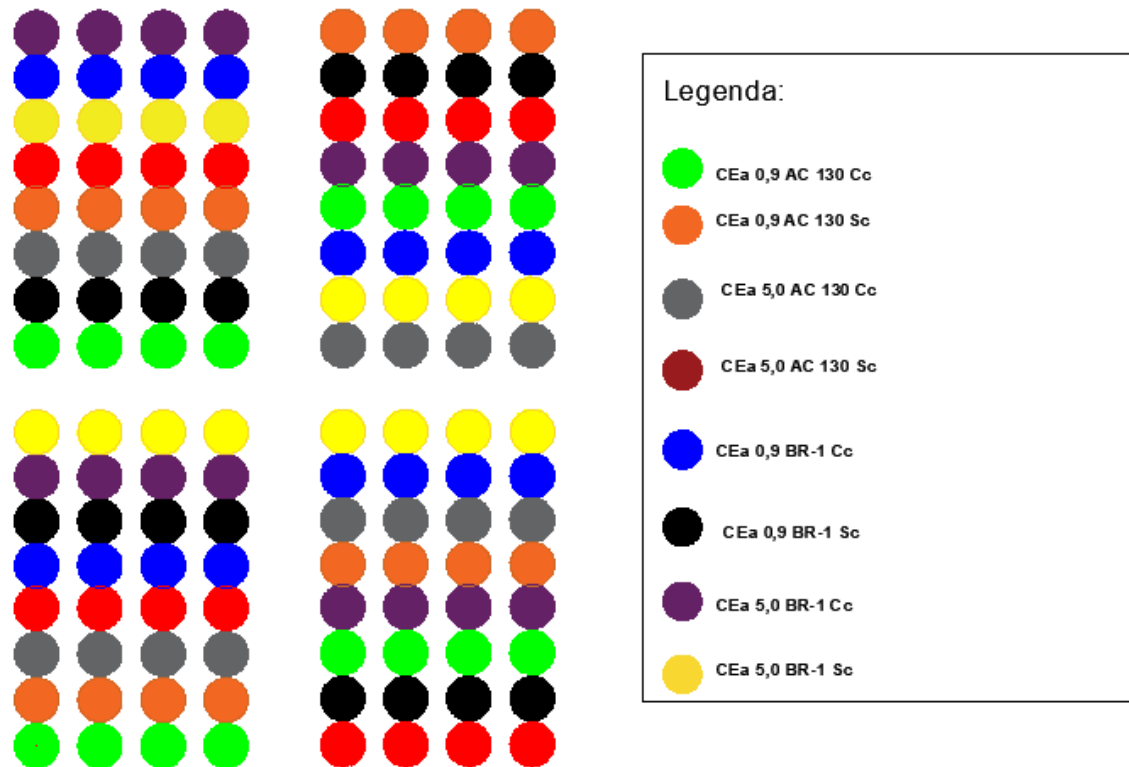 Legenda:
CEa 0,9 AC 130 Cc
CEa 0,9 AC 130 Sc
CEa 5,0 AC 130 Cc
CEa 5,0 AC 130 Sc
CEa 0,9 BR-1 Cc
CEa 0,9 BR-1 Sc
CEa 5,0 BR-1 Cc
CEa 5,0 BR-1 Sc